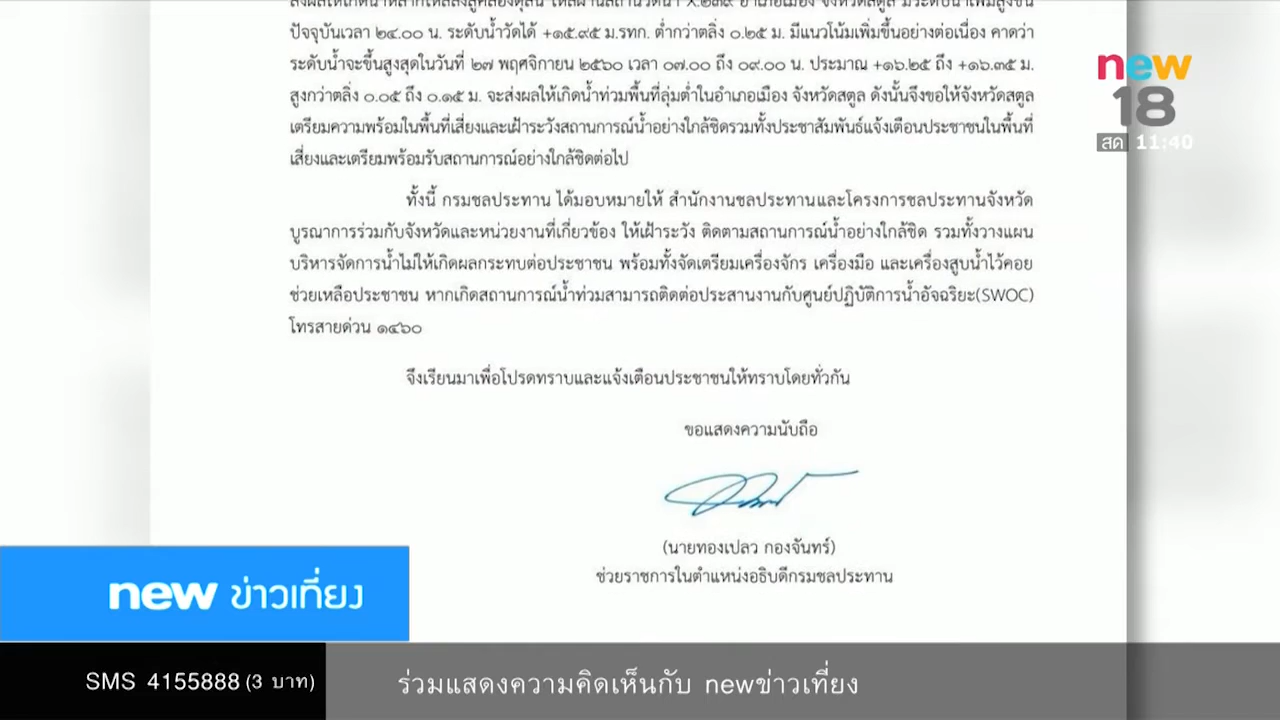 ปัจจุบันเวลา ๒๔.๐๐ น. ระดับน้ำวัดได้ +๑๕.๙๕ ม.รทก. ต่ำกว่าตลิ่ง ๐.๒๕ ม. มีแนวโน้มเพิ่มขึ้นอย่างต่อเนื่อง คาดว่า
ระดับน้ำจะขึ้นสูงสุดในวันที่ ๒๗ พฤศจิกายน ๒๕๖๐ เวลา ๐๗.๐๐ ถึง ๐๙.๐๐ น. ประมาณ +๑๖.๒๕ ถึง +๑๖.๓๕ ม.
สูงกว่าตลิ่ง ๐.๐๕ ถึง ๐.๑๕ ม. จะส่งผลให้เกิดน้ำท่วมพื้นที่ลุ่มต่ำในอำเภอเมือง จังหวัดสตูล ดังนั้นจึงขอให้จังหวัดสตูล
เตรียมความพร้อมในพื้นที่เสี่ยงและเฝ้าระวังสถานการณ์น้ำอย่างใกล้ชิดรวมทั้งประชาสัมพันธ์แจ้งเตือนประชาชนในพื้นที่
เสี่ยงและเตรียมพร้อมรับสถานการณ์อย่างใกล้ชิดต่อไป
ทั้งนี้ กรมชลประทาน ได้มอบหมายให้ สำนักงานชลประทานและโครงการชลประทานจังหวัด
บูรณาการร่วมกับจังหวัดและหน่วยงานที่เกี่ยวข้อง ให้เฝ้าระวัง ติดตามสถานการณ์น้ำอย่างใกล้ชิด รวมทั้งวางแผน
บริหารจัดการน้ำไม่ให้เกิดผลกระทบต่อประชาชน พร้อมทั้งจัดเตรียมเครื่องจักร เครื่องมือ และเครื่องสูบน้ำไว้คอย
ช่วยเหลือประชาชน หากเกิดสถานการณ์น้ำท่วมสามารถติดต่อประสานงานกับศูนย์ปฏิบัติการน้ำอัจฉริยะ(SWOC)
โทรสายด่วน ๑๔๖๐
จึงเรียนมาเพื่อโปรดทราบและแจ้งเตือนประชาชนให้ทราบโดยทั่วกัน
ขอแสดงความนับถือ
(นายทองเปลว กองจันทร์)
ช่วยราชการในตำแหน่งอธิบดีกรมชลประทาน
new
18
สด 11:40
new ข่าวเที่ยง
SMS 4155888 (3 บาท)
ร่วมแสดงความคิดเห็นกับ newข่าวเที่ยง